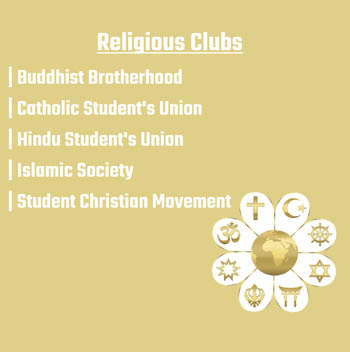 Religious Clubs
| Buddhist Brotherhood
| Catholic Student's Union
| Hindu Student's Union
| Islamic Society
| Student Christian Movement